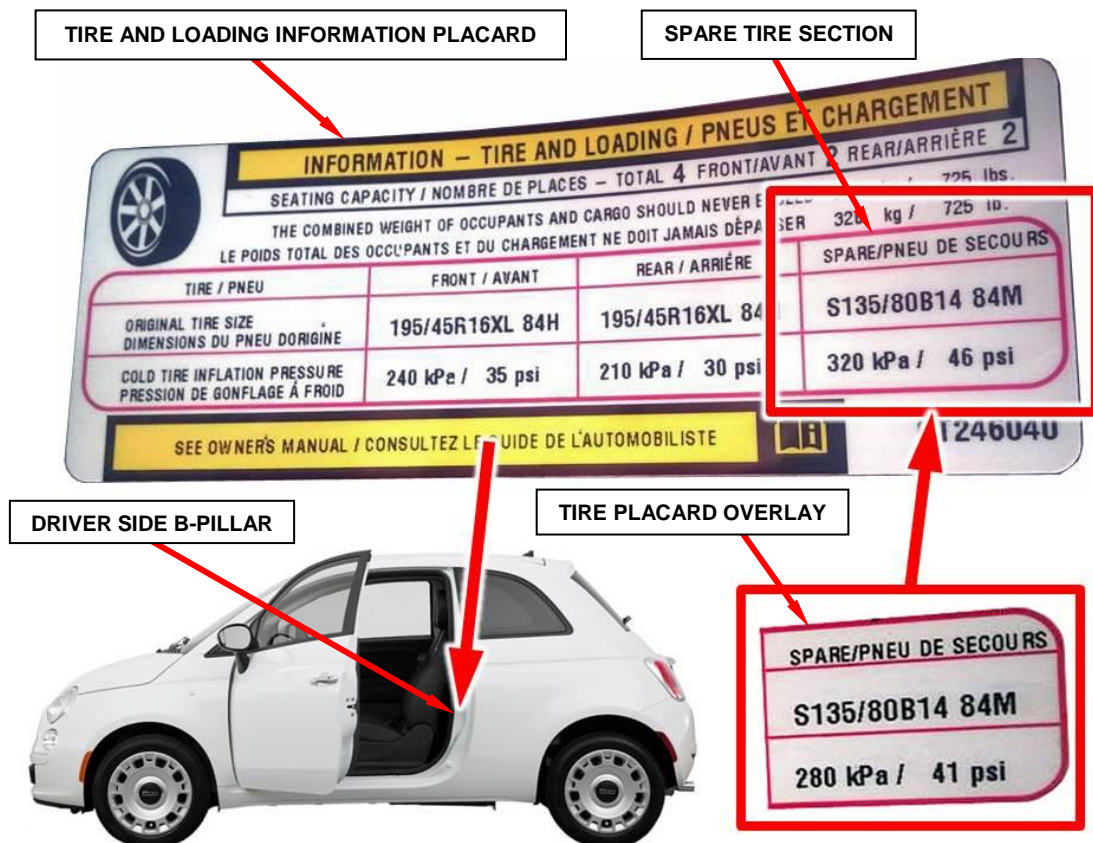 TIRE AND LOADING INFORMATION PLACARD
SPARE TIRE SECTION
INFORMATION – TIRE AND LOADING / PNEUS ET CHARGEMENT
SEATING CAPACITY / NOMBRE DE PLACES – TOTAL 4 FRONT/AVANT 2 REAR/ARRIÈRE 2
THE COMBINED WEIGHT OF OCCUPANTS AND CARGO SHOULD NEVER 725 lbs.
LE POIDS TOTAL DES OCCUPANTS ET DU CHARGEMENT NE DOIT JAMAIS DÉPASSER 320 kg / 725 lb.
TIRE / PNEU FRONT / AVANT REAR / ARRIÈRE SPARE/PNEU DE SECOURS
ORIGINAL TIRE SIZE
DIMENSIONS DU PNEU DORIGINE
195/45R16XL 84H 195/45R16XL 84 S135/80B14 84M
COLD TIRE INFLATION PRESSURE
PRESSION DE GONFLAGE À FROID
240 kPa / 35 psi 210 kPa / 30 psi 320 kPa / 46 psi
SEE OWNER'S MANUAL / CONSULTEZ LE GUIDE DE L'AUTOMOBILISTE
DRIVER SIDE B-PILLAR
TIRE PLACARD OVERLAY
SPARE/PNEU DE SECOURS
S135/80B14 84M
280 kPa / 41 psi